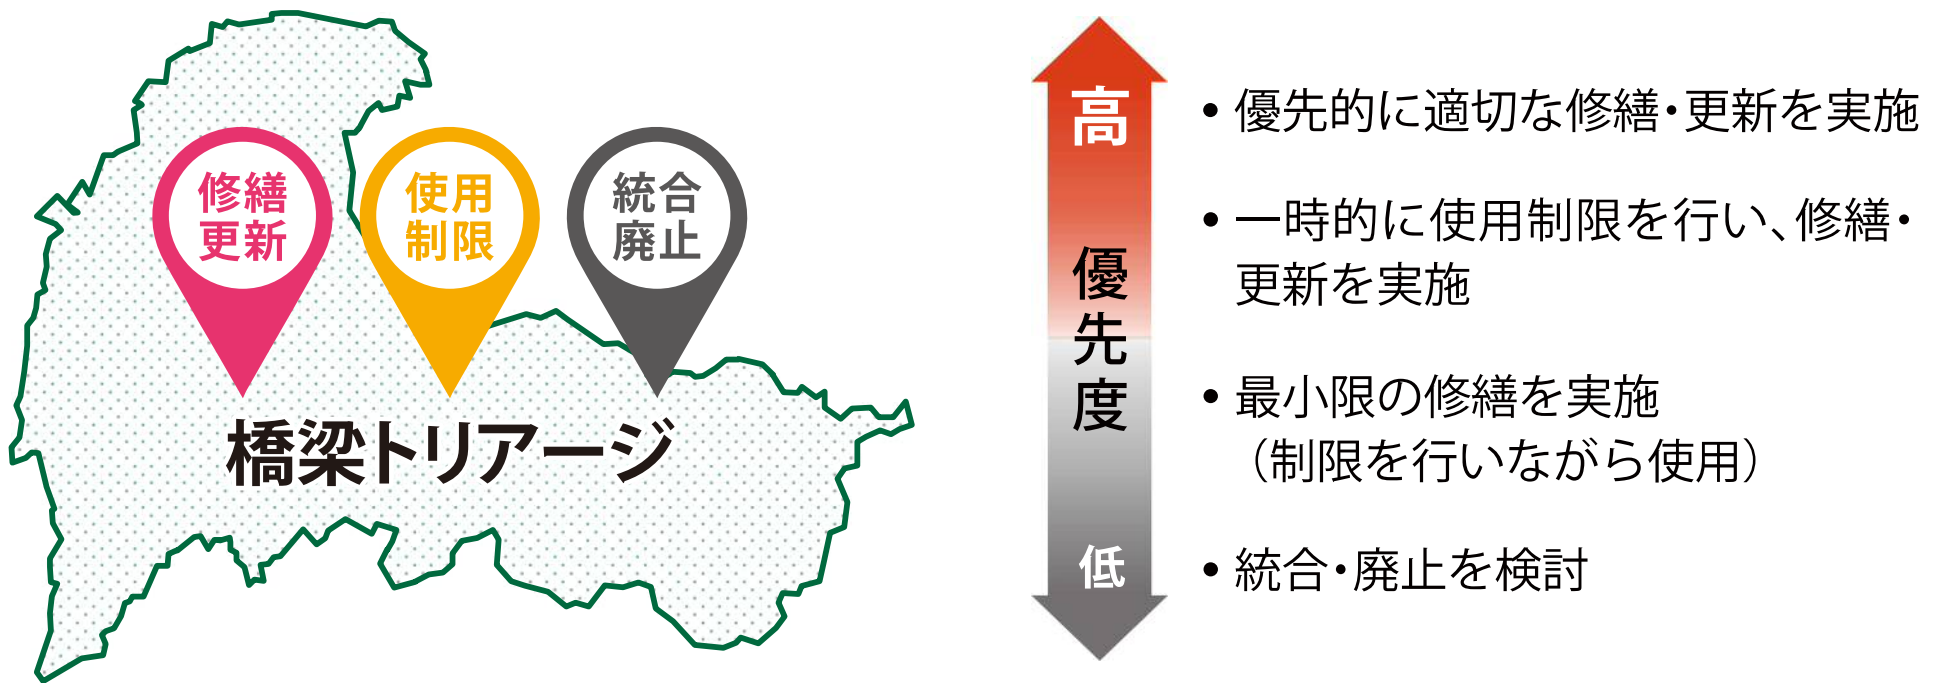 修繕
更新
使用
制限
統合
廃止
橋梁トリアージ
高
優先度
低
• 優先的に適切な修繕・更新を実施
• 一時的に使用制限を行い、修繕・
更新を実施
• 最小限の修繕を実施
（制限を行いながら使用）
• 統合・廃止を検討